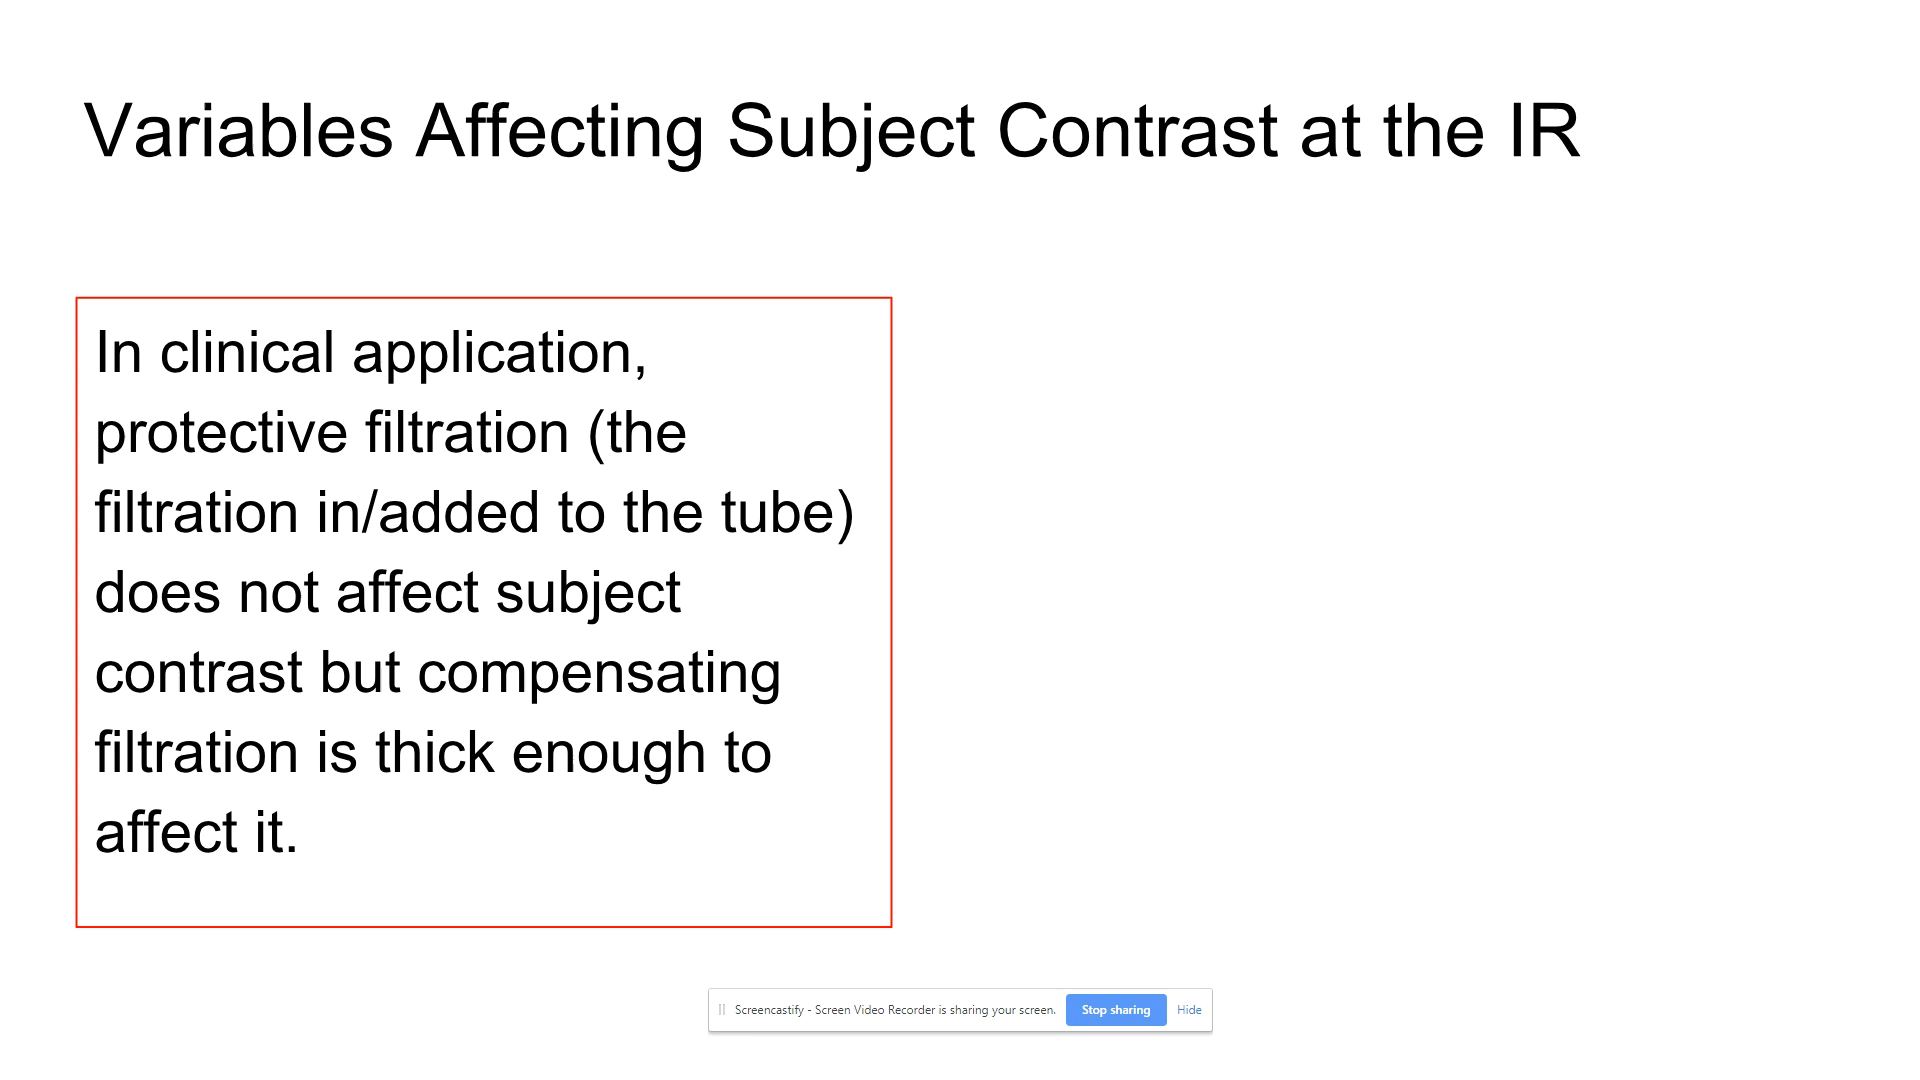 Variables Affecting Subject Contrast at the IR
In clinical application,
protective filtration (the
filtration in/added to the tube)
does not affect subject
contrast but compensating
filtration is thick enough to
affect it.
Screencastify - Screen Video Recorder is sharing your screen. Stop sharing Hide